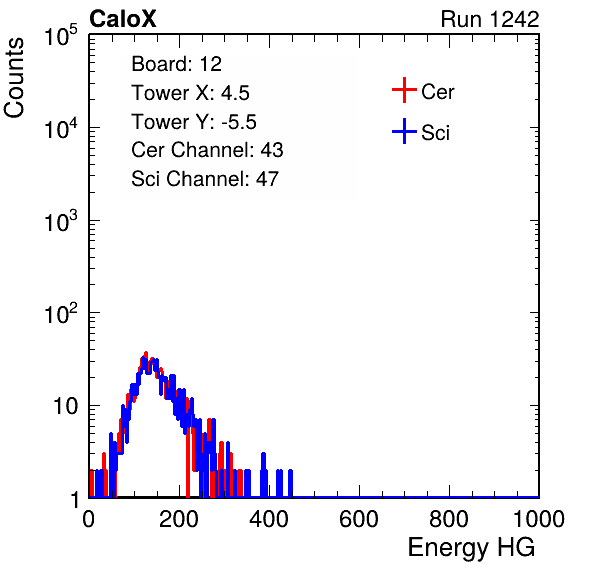 CaloX Run 1242
Counts
Board: 12
Tower X: 4.5
Tower Y: -5.5
Cer Channel: 43
Sci Channel: 47
Cer
Sci
10^5
10^4
10^3
10^2
10
1
0 200 400 600 800 1000
Energy HG